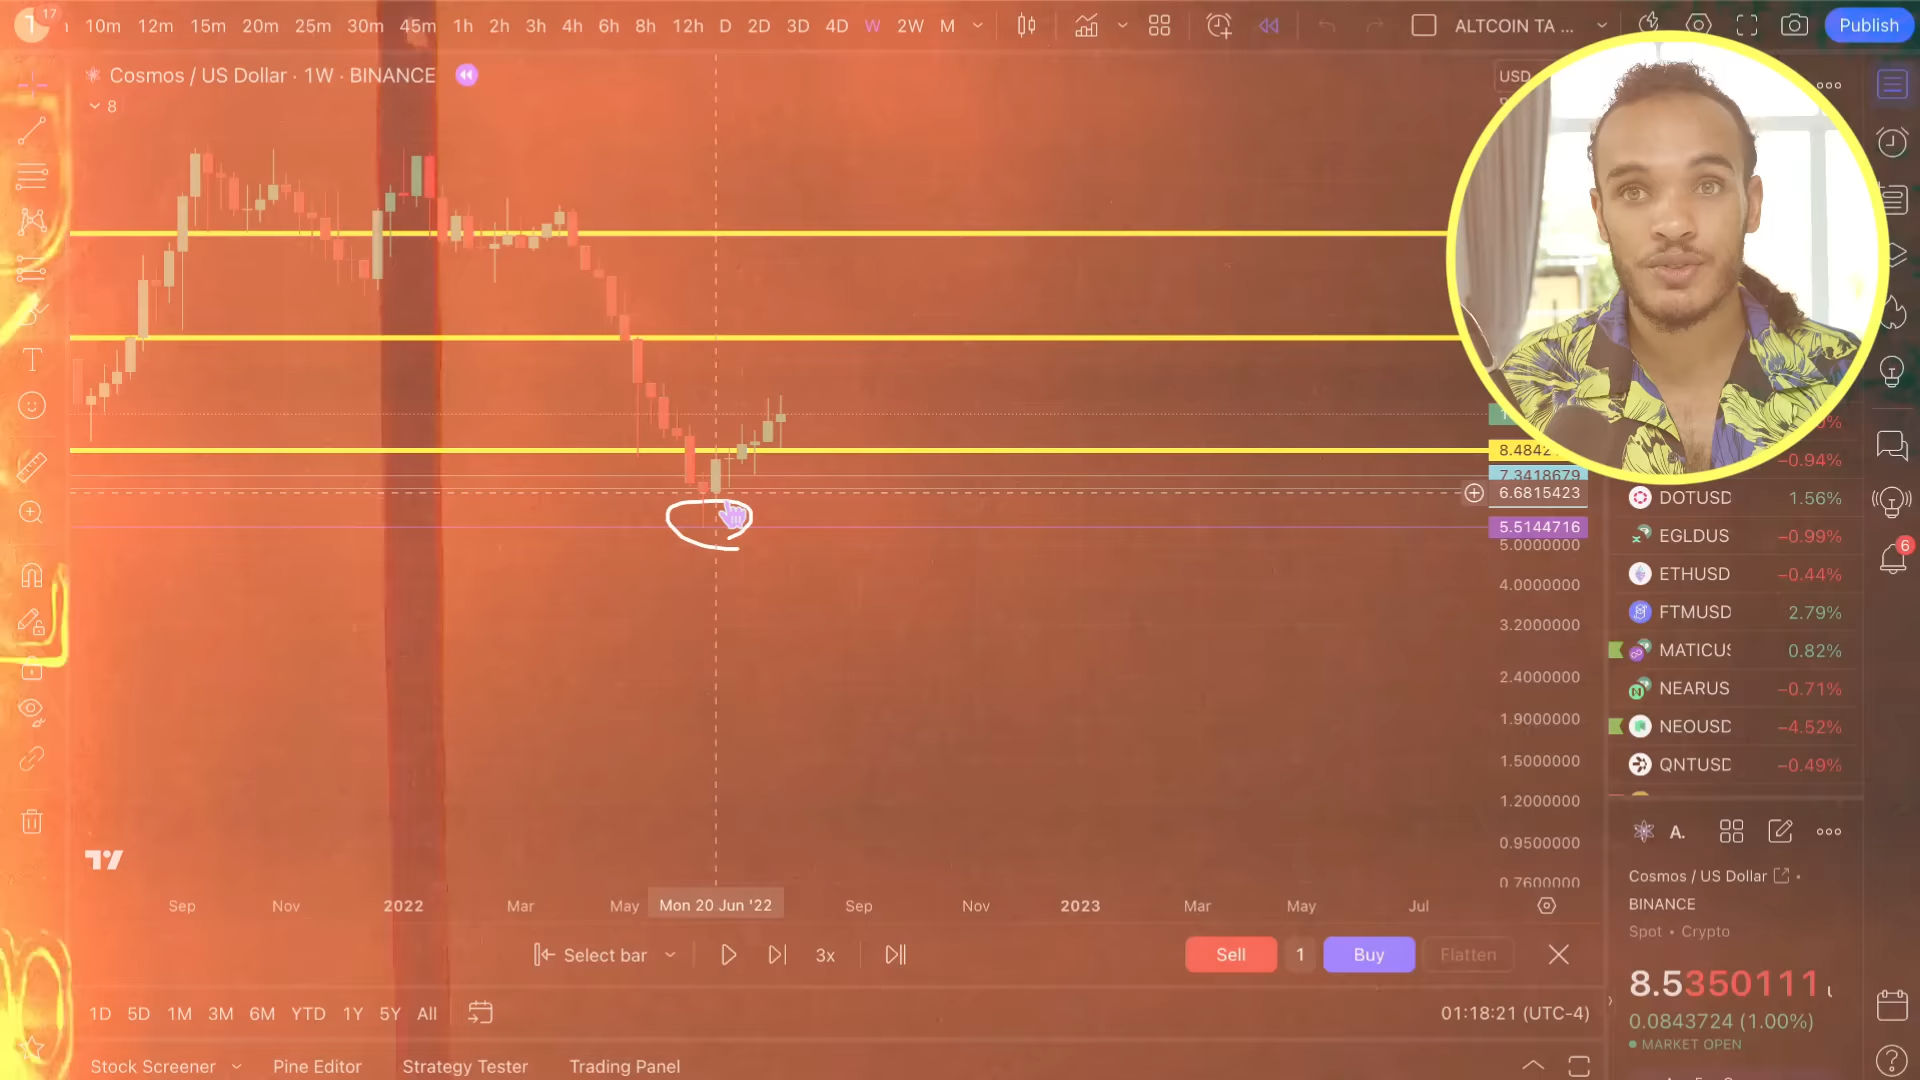 17
10m 12m 15m 20m 25m 30m 45m 1h 2h 3h 4h 6h 8h 12h D 2D 3D 4D W 2W M ALTCOIN TA ... Publish
Cosmos / US Dollar · 1W · BINANCE
USD
8
8.4842
7.3418679
6.6815423
5.5144716
5.0000000
4.0000000
3.2000000
2.4000000
1.9000000
1.5000000
1.2000000
0.9500000
0.7600000
−0.94%
DOTUSD 1.56%
EGLDUS −0.99%
ETHUSD −0.44%
FTMUSD 2.79%
MATICUS 0.82%
NEARUS −0.71%
NEOUSD −4.52%
QNTUSD −0.49%
6
A.
Cosmos / US Dollar
BINANCE
Spot • Crypto
8.5350111
0.0843724 (1.00%)
MARKET OPEN
Sep Nov 2022 Mar May Mon 20 Jun '22 Sep Nov 2023 Mar May Jul
Select bar 3x Sell 1 Buy Flatten
1D 5D 1M 3M 6M YTD 1Y 5Y All 01:18:21 (UTC-4)
Stock Screener Pine Editor Strategy Tester Trading Panel